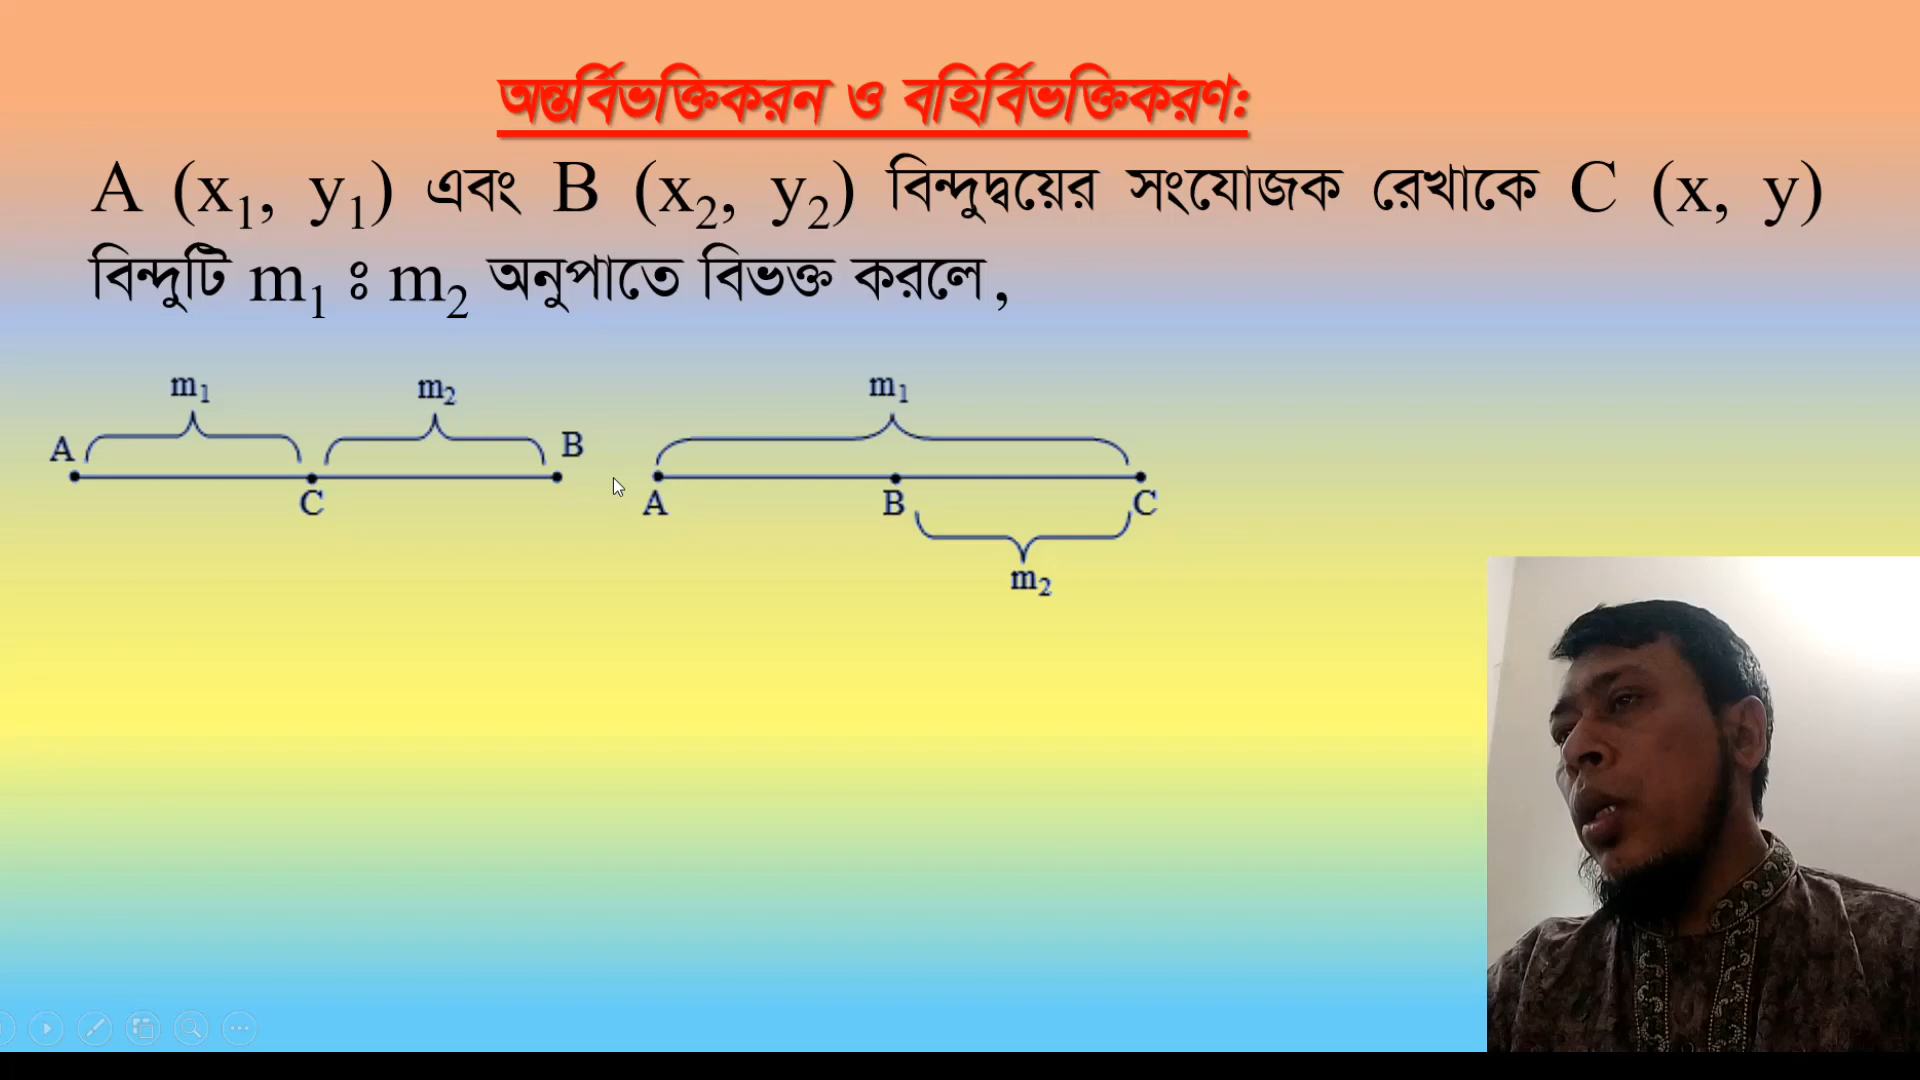 অন্তর্বিভক্তিকরন ও বহির্বিভক্তিকরণঃ
A (x₁, y₁) এবং B (x₂, y₂) বিন্দুদ্বয়ের সংযোজক রেখাকে C (x, y)
বিন্দুটি m₁ ঃ m₂ অনুপাতে বিভক্ত করলে,
m₁ m₂ m₁
A B
C A B C
m₂